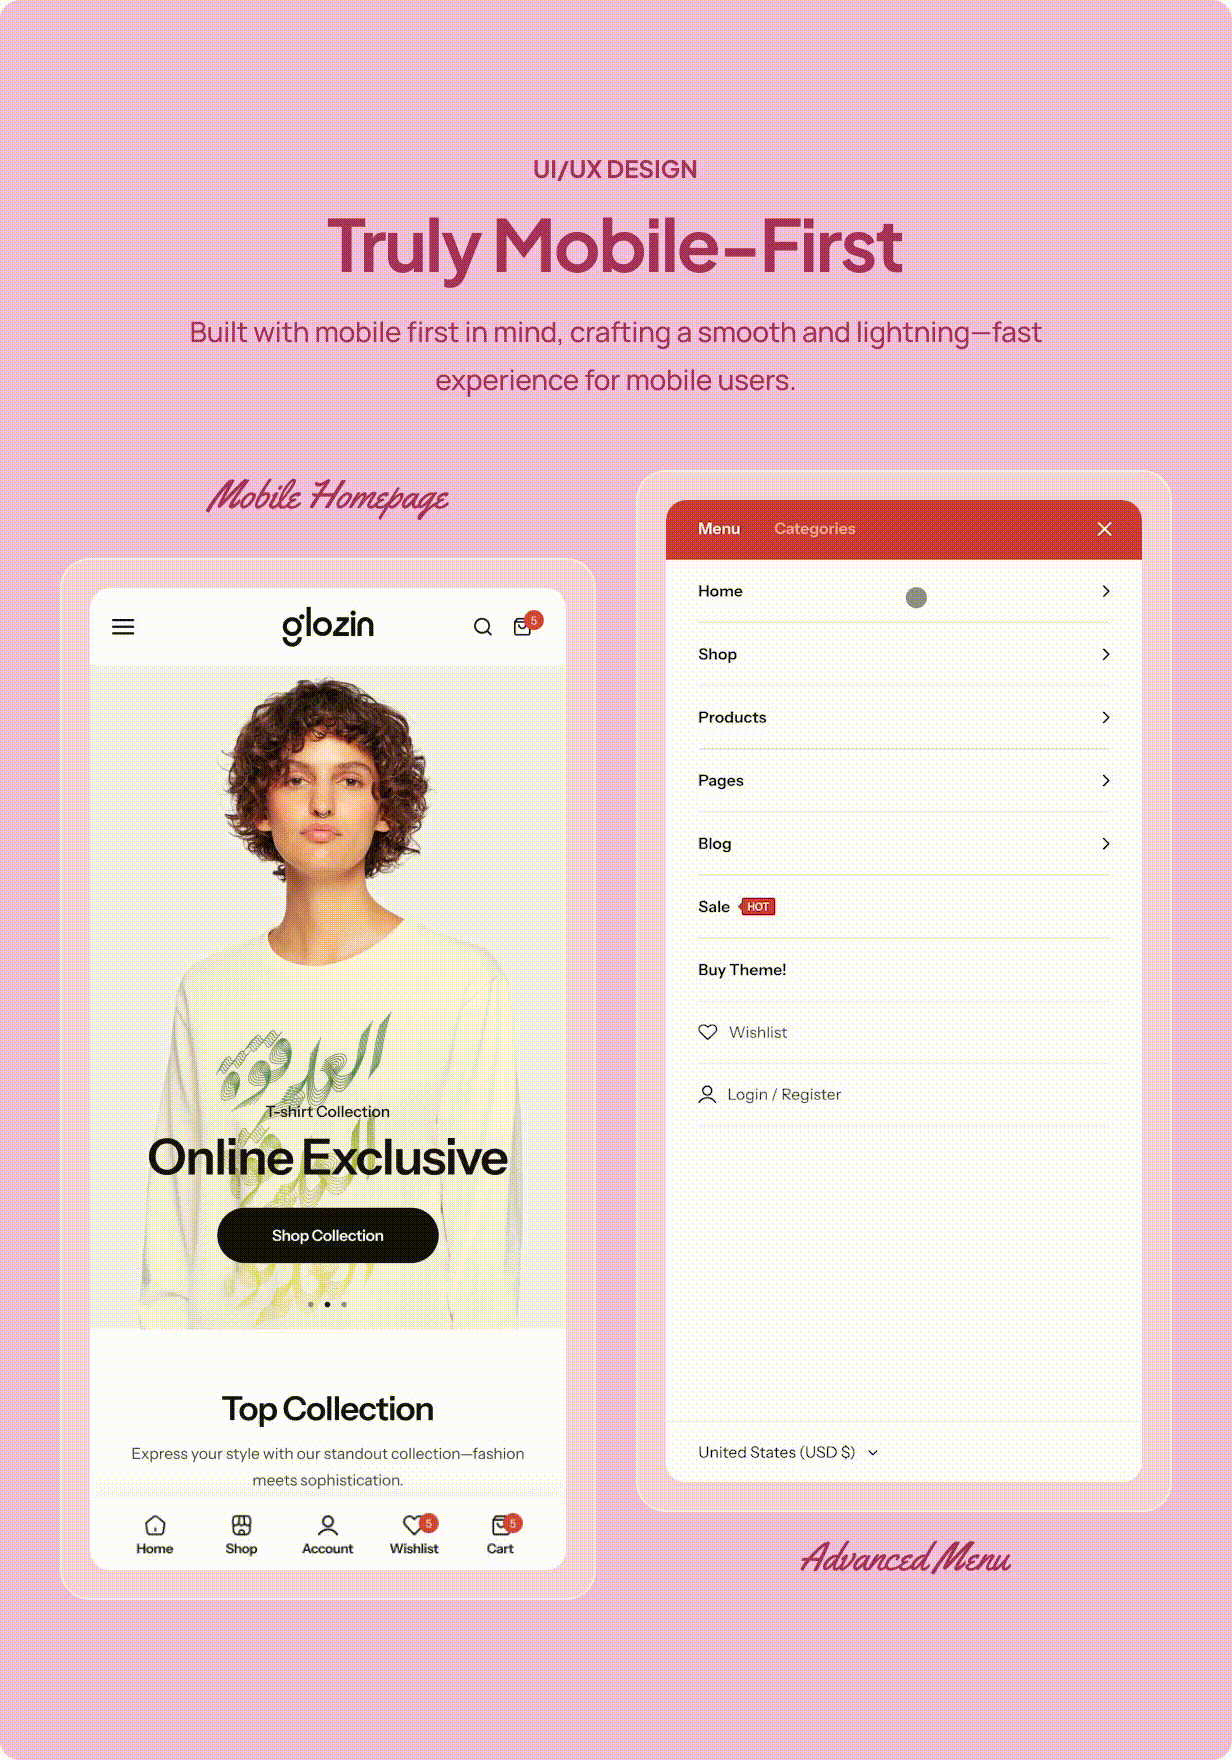 UI/UX DESIGN
Truly Mobile-First
Built with mobile first in mind, crafting a smooth and lightning—fast
experience for mobile users.
Mobile Homepage
glozin
5
العلـ
قوة
T-shirt Collection
Online Exclusive
Shop Collection
Top Collection
Express your style with our standout collection—fashion
meets sophistication.
Home
Shop
Account
5
Wishlist
5
Cart
Menu
Categories
Home
Shop
Products
Pages
Blog
Sale HOT
Buy Theme!
Wishlist
Login / Register
United States (USD $)
Advanced Menu